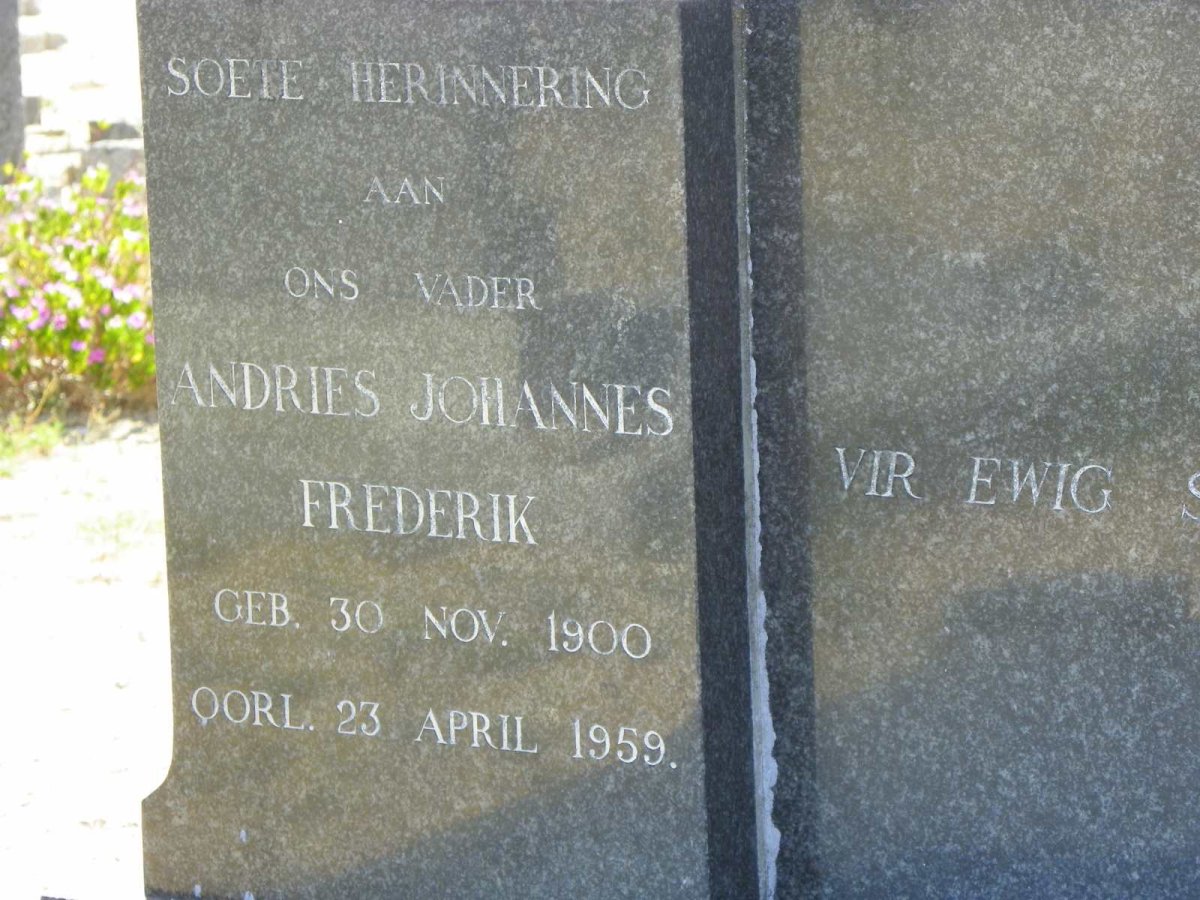 SOETE HERINNERING
AAN
ONS VADER
ANDRIES JOHANNES
FREDERIK
GEB. 30 NOV. 1900
OORL. 23 APRIL 1959.
VIR EWIG